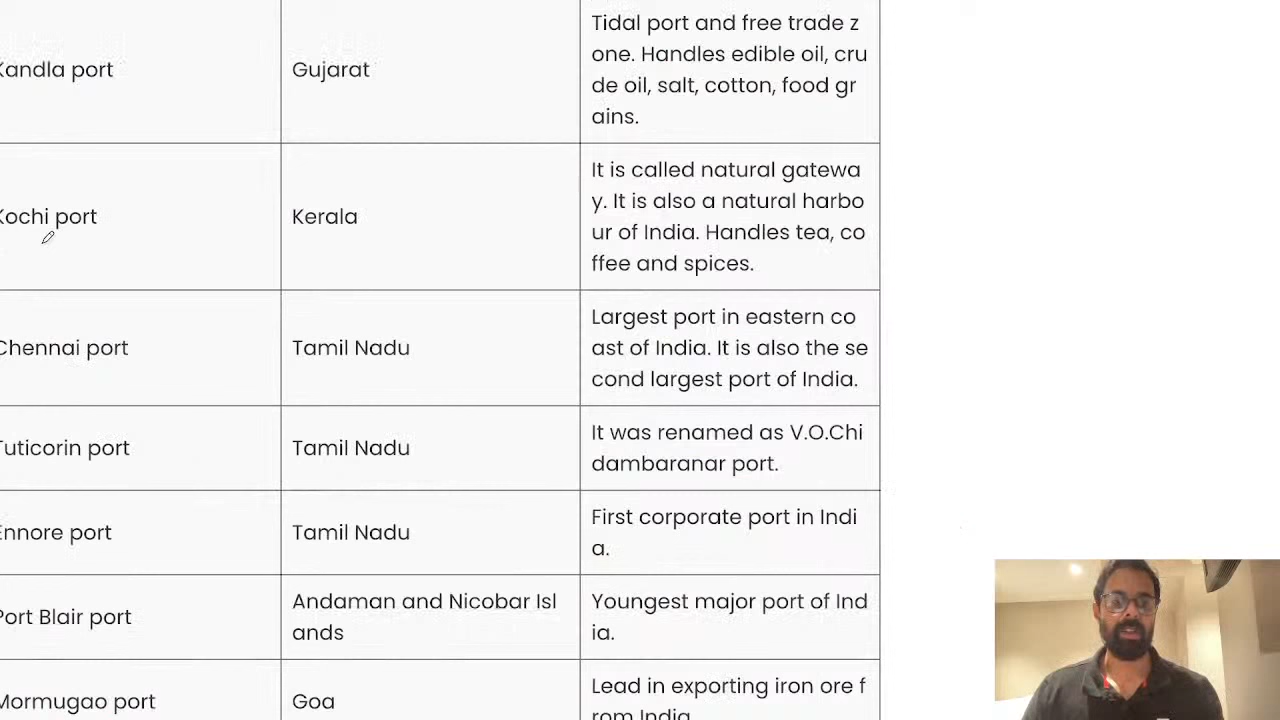 Tidal port and free trade z
one. Handles edible oil, cru
Kandla port Gujarat
de oil, salt, cotton, food gr
ains.
It is called natural gatewa
y. It is also a natural harbo
Kochi port Kerala
ur of India. Handles tea, co
ffee and spices.
Largest port in eastern co
Chennai port Tamil Nadu ast of India. It is also the se
cond largest port of India.
It was renamed as V.O.Chi
Tuticorin port Tamil Nadu
dambaranar port.
First corporate port in Indi
Ennore port Tamil Nadu
a.
Andaman and Nicobar Isl Youngest major port of Ind
Port Blair port
ands ia.
Lead in exporting iron ore f
Mormugao port Goa
rom India